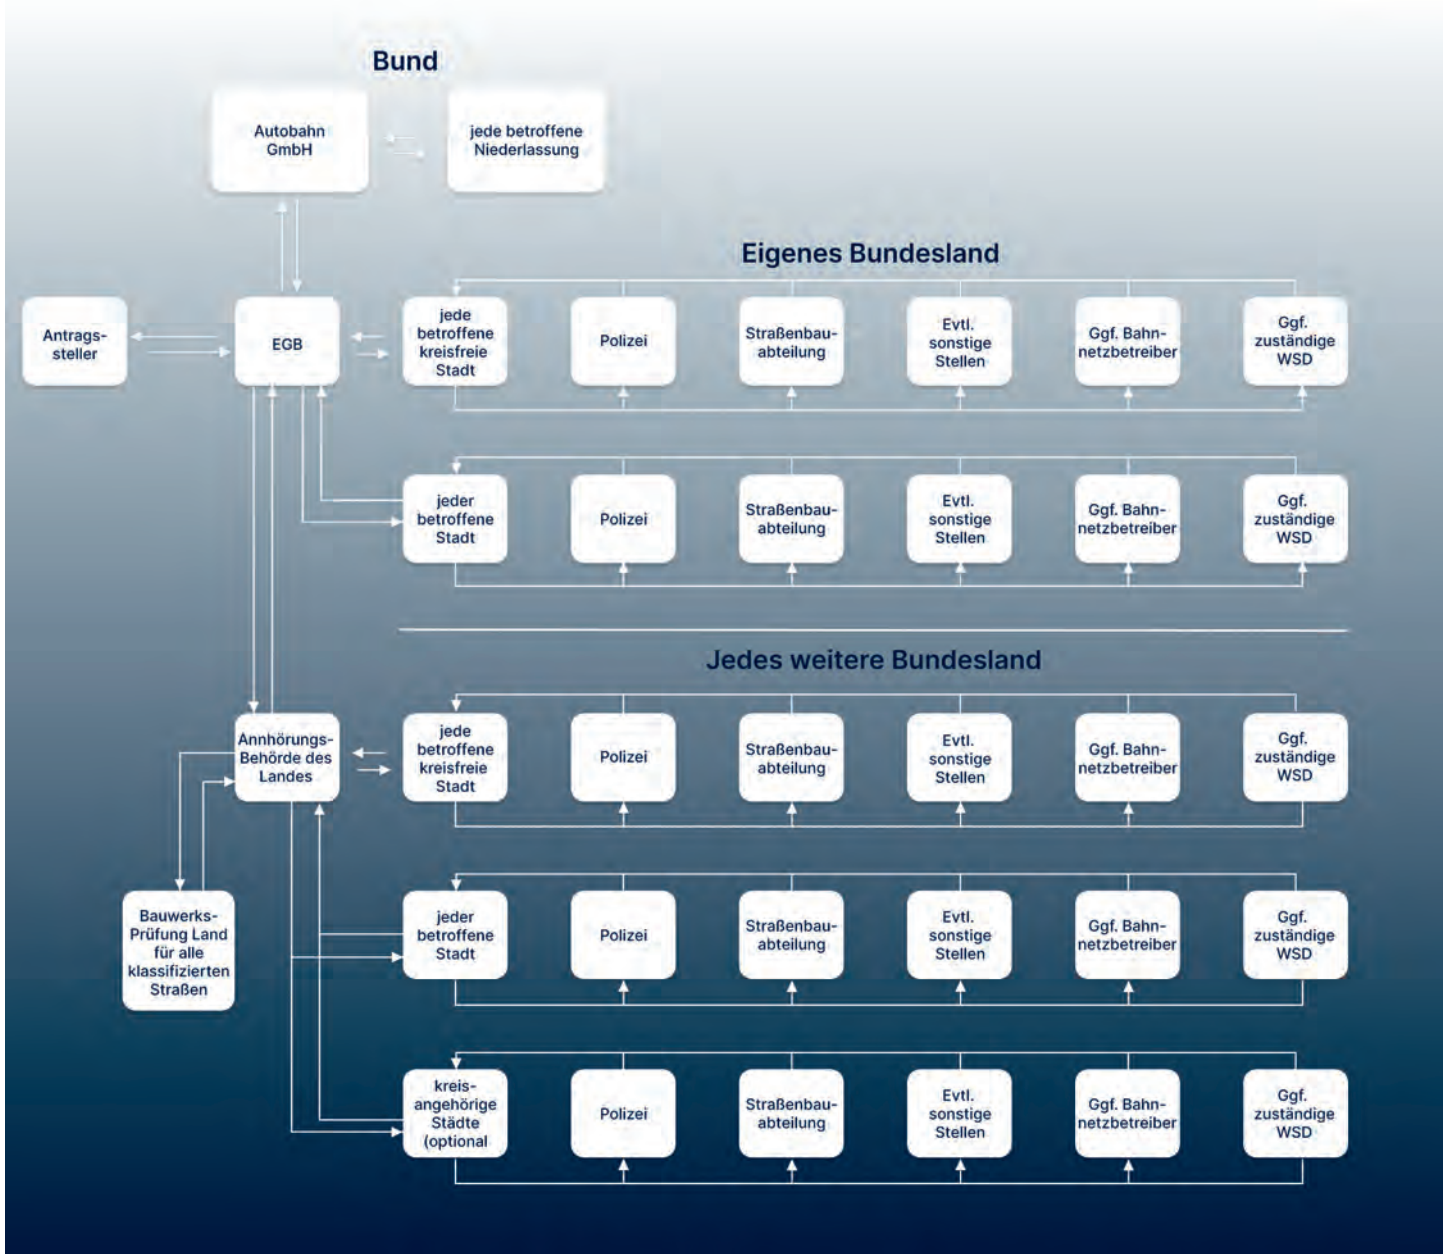 Bund
Autobahn
GmbH
jede betroffene
Niederlassung
Eigenes Bundesland
Antrags-
steller
EGB
jede
betroffene
kreisfreie
Stadt
Polizei
Straßenbau-
abteilung
Evtl.
sonstige
Stellen
Ggf. Bahn-
netzbetreiber
Ggf.
zuständige
WSD
jeder
betroffene
Stadt
Polizei
Straßenbau-
abteilung
Evtl.
sonstige
Stellen
Ggf. Bahn-
netzbetreiber
Ggf.
zuständige
WSD
Jedes weitere Bundesland
Annhörungs-
Behörde des
Landes
jede
betroffene
kreisfreie
Stadt
Polizei
Straßenbau-
abteilung
Evtl.
sonstige
Stellen
Ggf. Bahn-
netzbetreiber
Ggf.
zuständige
WSD
Bauwerks-
Prüfung Land
für alle
klassifizierten
Straßen
jeder
betroffene
Stadt
Polizei
Straßenbau-
abteilung
Evtl.
sonstige
Stellen
Ggf. Bahn-
netzbetreiber
Ggf.
zuständige
WSD
kreis-
angehörige
Städte
(optional
Polizei
Straßenbau-
abteilung
Evtl.
sonstige
Stellen
Ggf. Bahn-
netzbetreiber
Ggf.
zuständige
WSD